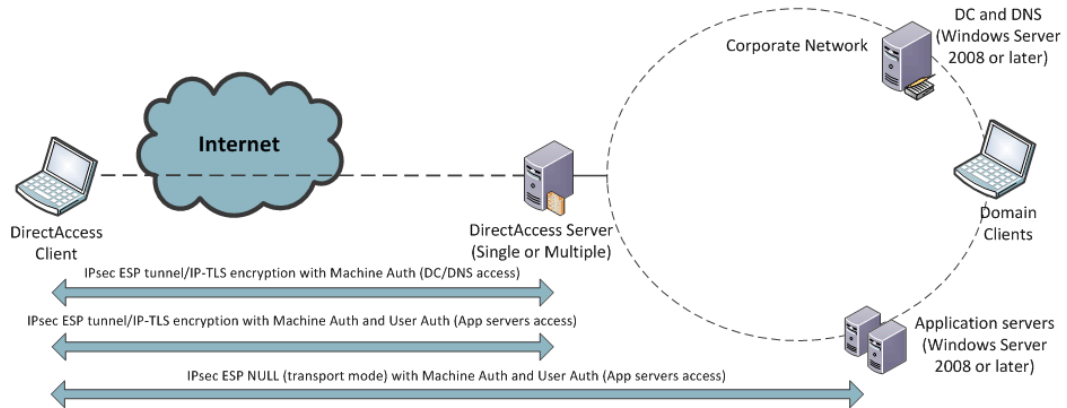 DC and DNS
(Windows Server
2008 or later)
Corporate Network
Internet
DirectAccess
Client
DirectAccess Server
(Single or Multiple)
Domain
Clients
IPsec ESP tunnel/IP-TLS encryption with Machine Auth (DC/DNS access)
IPsec ESP tunnel/IP-TLS encryption with Machine Auth and User Auth (App servers access)
Application servers
(Windows Server
2008 or later)
IPsec ESP NULL (transport mode) with Machine Auth and User Auth (App servers access)